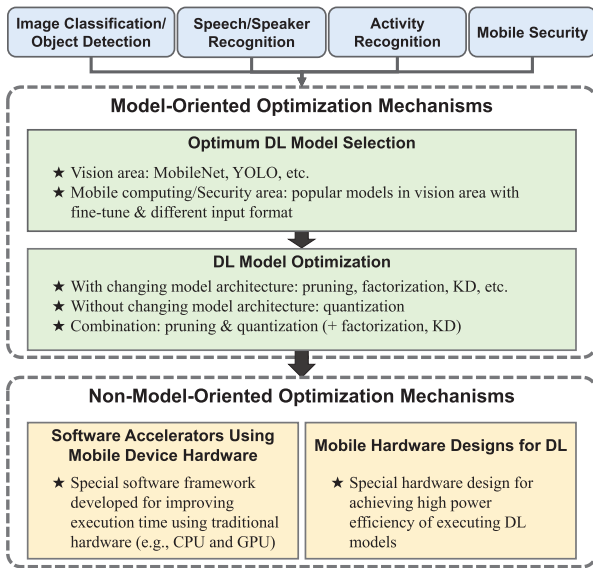 Image Classification/
Object Detection
Speech/Speaker
Recognition
Activity
Recognition
Mobile Security
Model-Oriented Optimization Mechanisms
Optimum DL Model Selection
★ Vision area: MobileNet, YOLO, etc.
★ Mobile computing/Security area: popular models in vision area with
fine-tune & different input format
DL Model Optimization
★ With changing model architecture: pruning, factorization, KD, etc.
★ Without changing model architecture: quantization
★ Combination: pruning & quantization (+ factorization, KD)
Non-Model-Oriented Optimization Mechanisms
Software Accelerators Using
Mobile Device Hardware
★ Special software framework
developed for improving
execution time using traditional
hardware (e.g., CPU and GPU)
Mobile Hardware Designs for DL
★ Special hardware design for
achieving high power
efficiency of executing DL
models